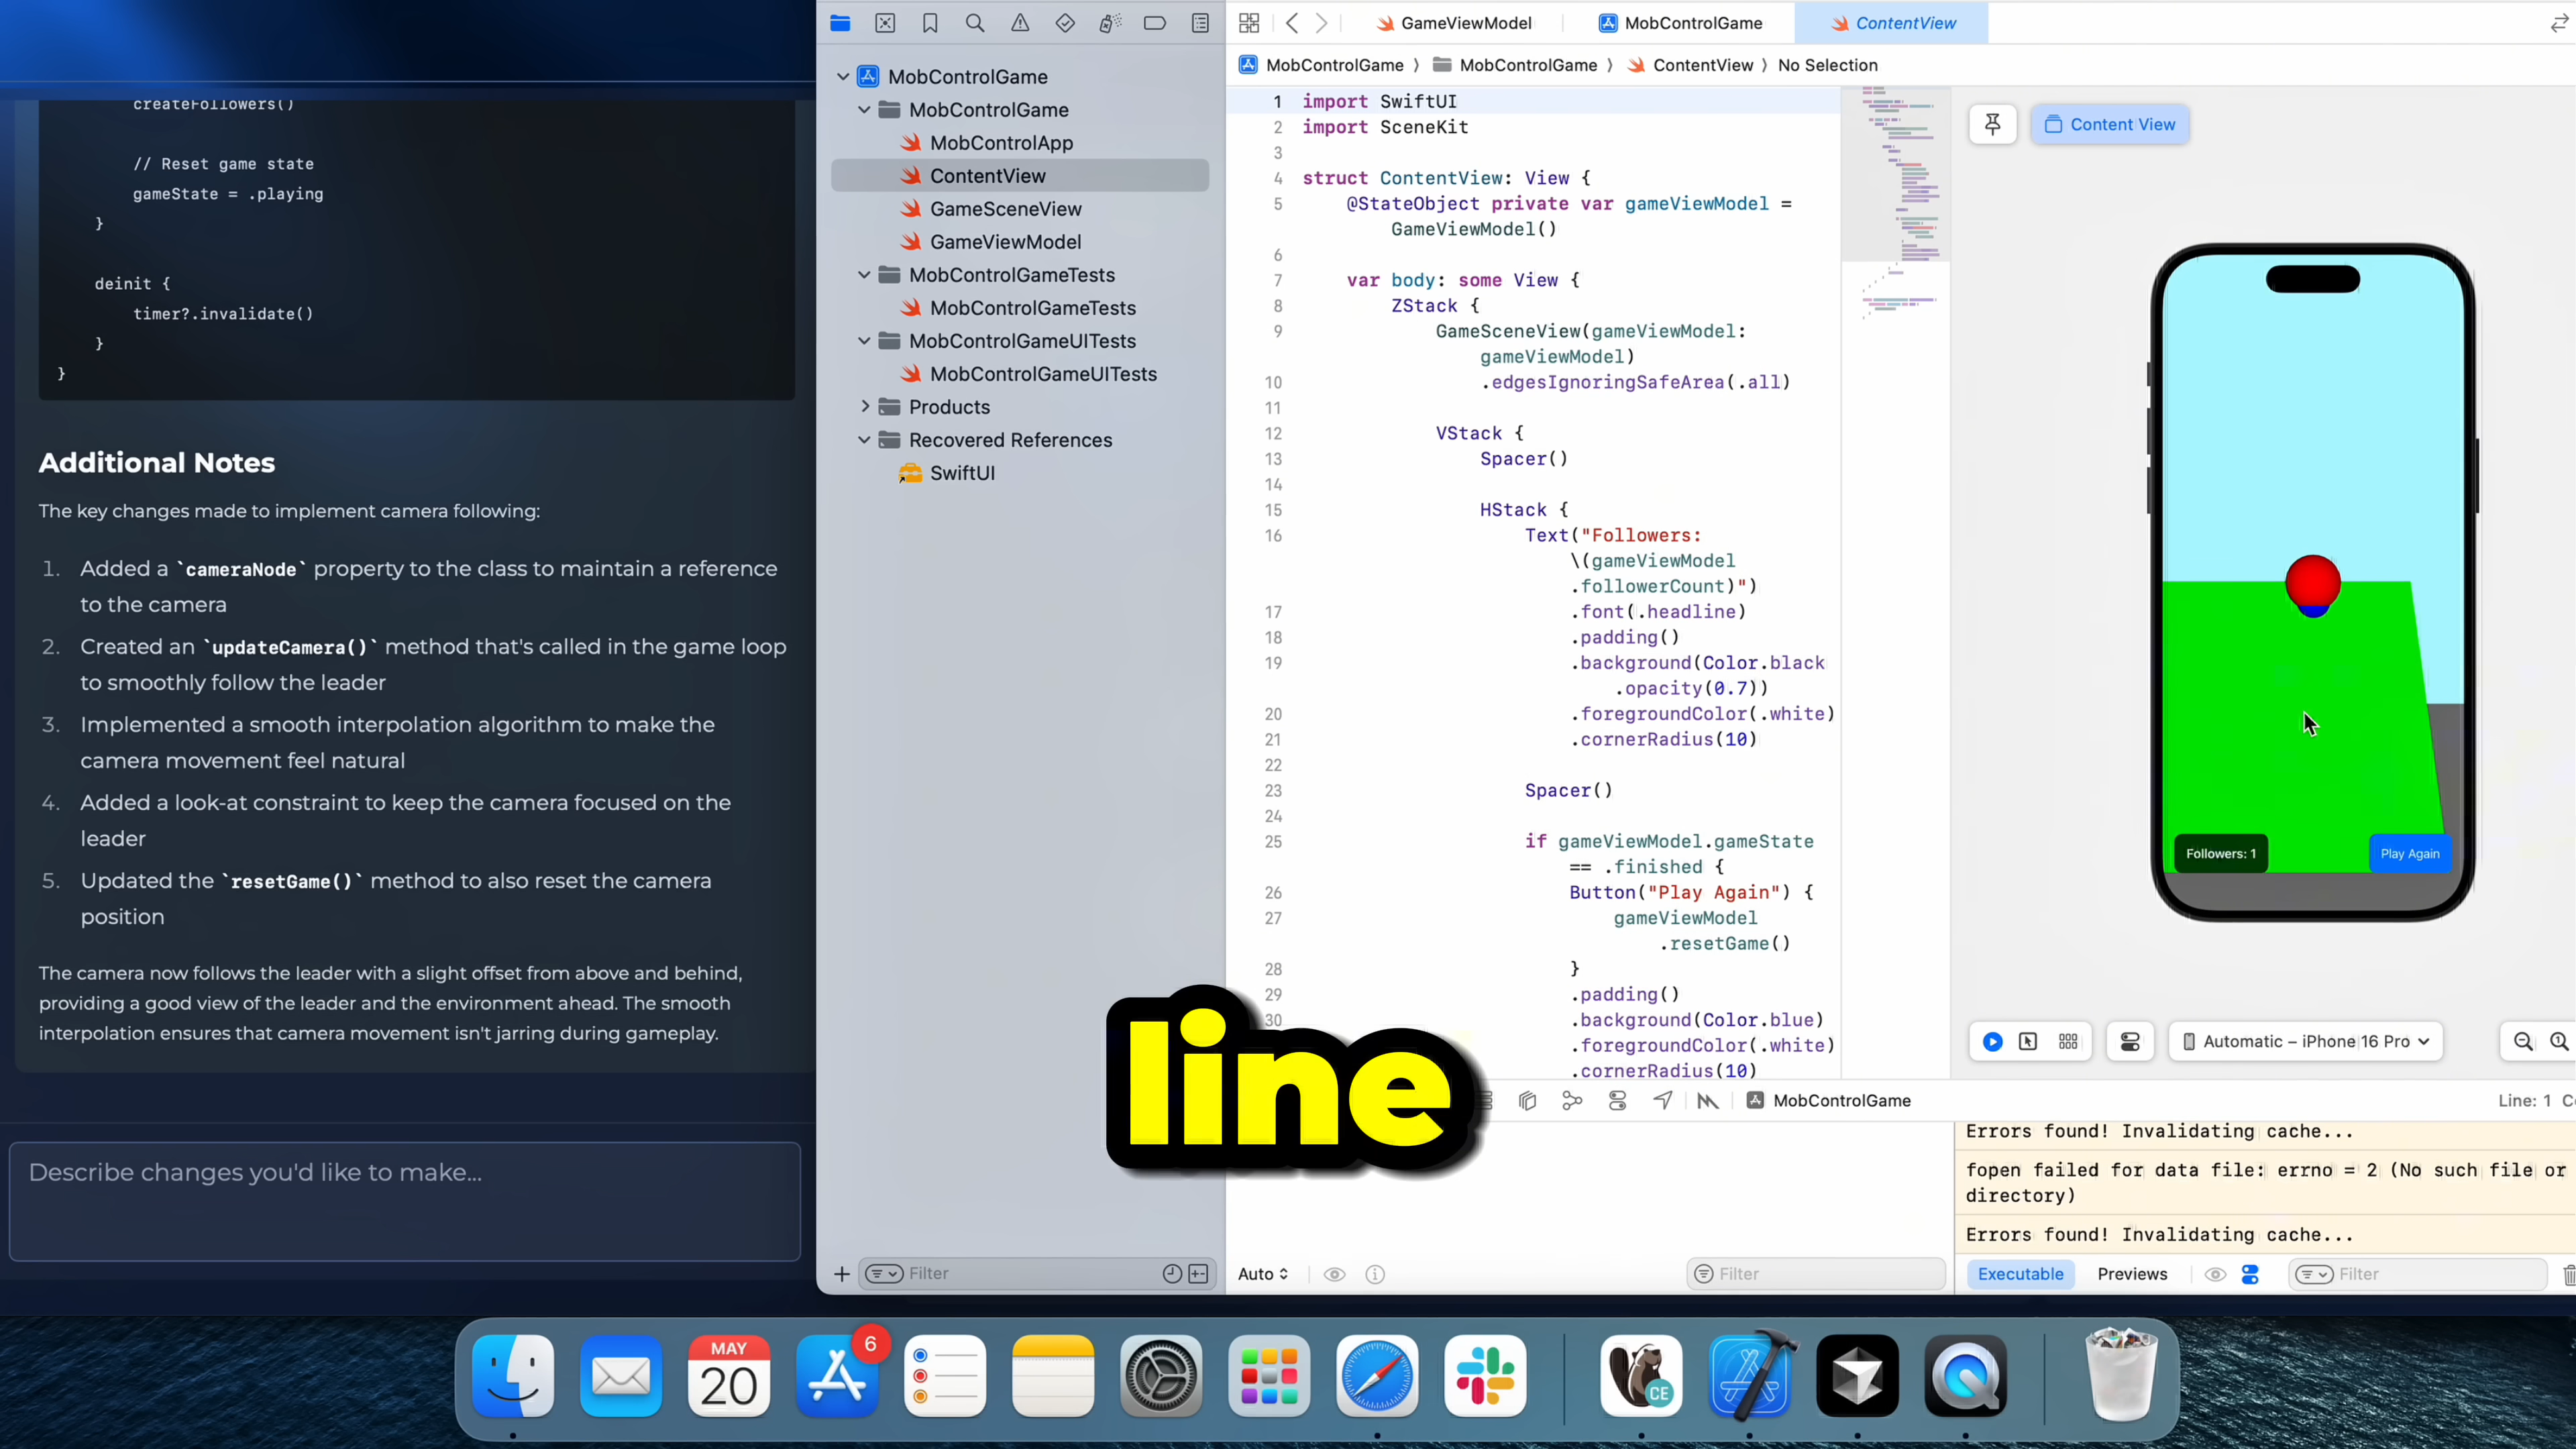 createFollowers()
// Reset game state
gameState = .playing
}
deinit {
timer?.invalidate()
}
}
Additional Notes
The key changes made to implement camera following:
1. Added a `cameraNode` property to the class to maintain a reference
to the camera
2. Created an `updateCamera()` method that's called in the game loop
to smoothly follow the leader
3. Implemented a smooth interpolation algorithm to make the
camera movement feel natural
4. Added a look-at constraint to keep the camera focused on the
leader
5. Updated the `resetGame()` method to also reset the camera
position
The camera now follows the leader with a slight offset from above and behind,
providing a good view of the leader and the environment ahead. The smooth
interpolation ensures that camera movement isn't jarring during gameplay.
Describe changes you'd like to make...
MobControlGame
MobControlGame
MobControlApp
ContentView
GameSceneView
GameViewModel
MobControlGameTests
MobControlGameTests
MobControlGameUITests
MobControlGameUITests
Products
Recovered References
SwiftUI
Filter
GameViewModel
MobControlGame
ContentView
MobControlGame 〉 MobControlGame 〉 ContentView 〉 No Selection
1 import SwiftUI
2 import SceneKit
3
4 struct ContentView: View {
5 @StateObject private var gameViewModel =
GameViewModel()
6
7 var body: some View {
8 ZStack {
9 GameSceneView(gameViewModel:
gameViewModel)
10 .edgesIgnoringSafeArea(.all)
11
12 VStack {
13 Spacer()
14
15 HStack {
16 Text("Followers:
\(gameViewModel
.followerCount)")
17 .font(.headline)
18 .padding()
19 .background(Color.black
.opacity(0.7))
20 .foregroundColor(.white)
21 .cornerRadius(10)
22
23 Spacer()
24
25 if gameViewModel.gameState
== .finished {
26 Button("Play Again") {
27 gameViewModel
.resetGame()
28 }
29 .padding()
30 .background(Color.blue)
.foregroundColor(.white)
.cornerRadius(10)
line
Content View
Followers: 1
Play Again
Automatic – iPhone 16 Pro
MobControlGame
Line: 1
Errors found! Invalidating cache...
fopen failed for data file: errno = 2 (No such file or
directory)
Errors found! Invalidating cache...
Auto
Filter
Executable
Previews
Filter
MAY
20
6
CE